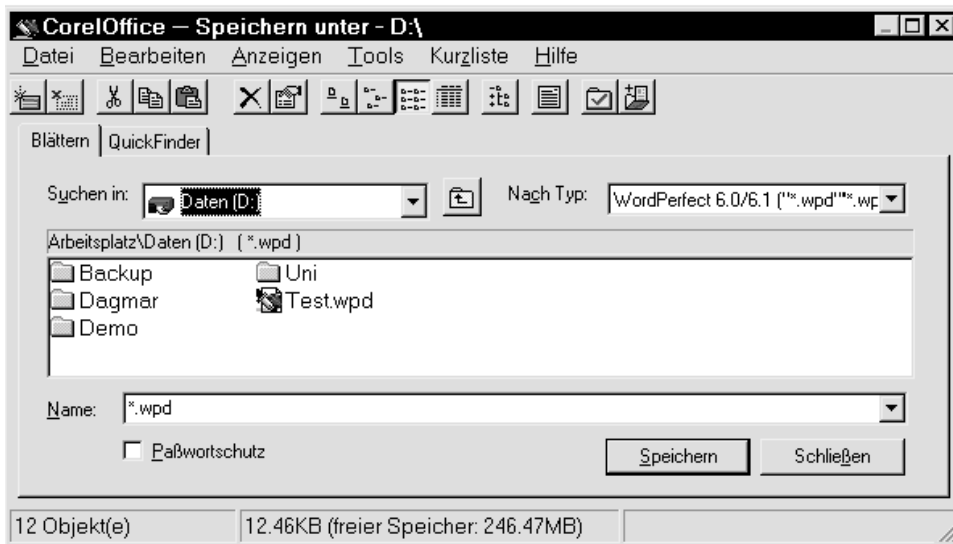 CorelOffice – Speichern unter - D:\
Datei Bearbeiten Anzeigen Tools Kurzliste Hilfe
Blättern QuickFinder
Suchen in: Daten (D:) Nach Typ: WordPerfect 6.0/6.1 ("*.wpd""*.wp
Arbeitsplatz\Daten (D:) ( *.wpd )
Backup Uni
Dagmar Test.wpd
Demo
Name: *.wpd
Paßwortschutz Speichern Schließen
12 Objekt(e) 12.46KB (freier Speicher: 246.47MB)